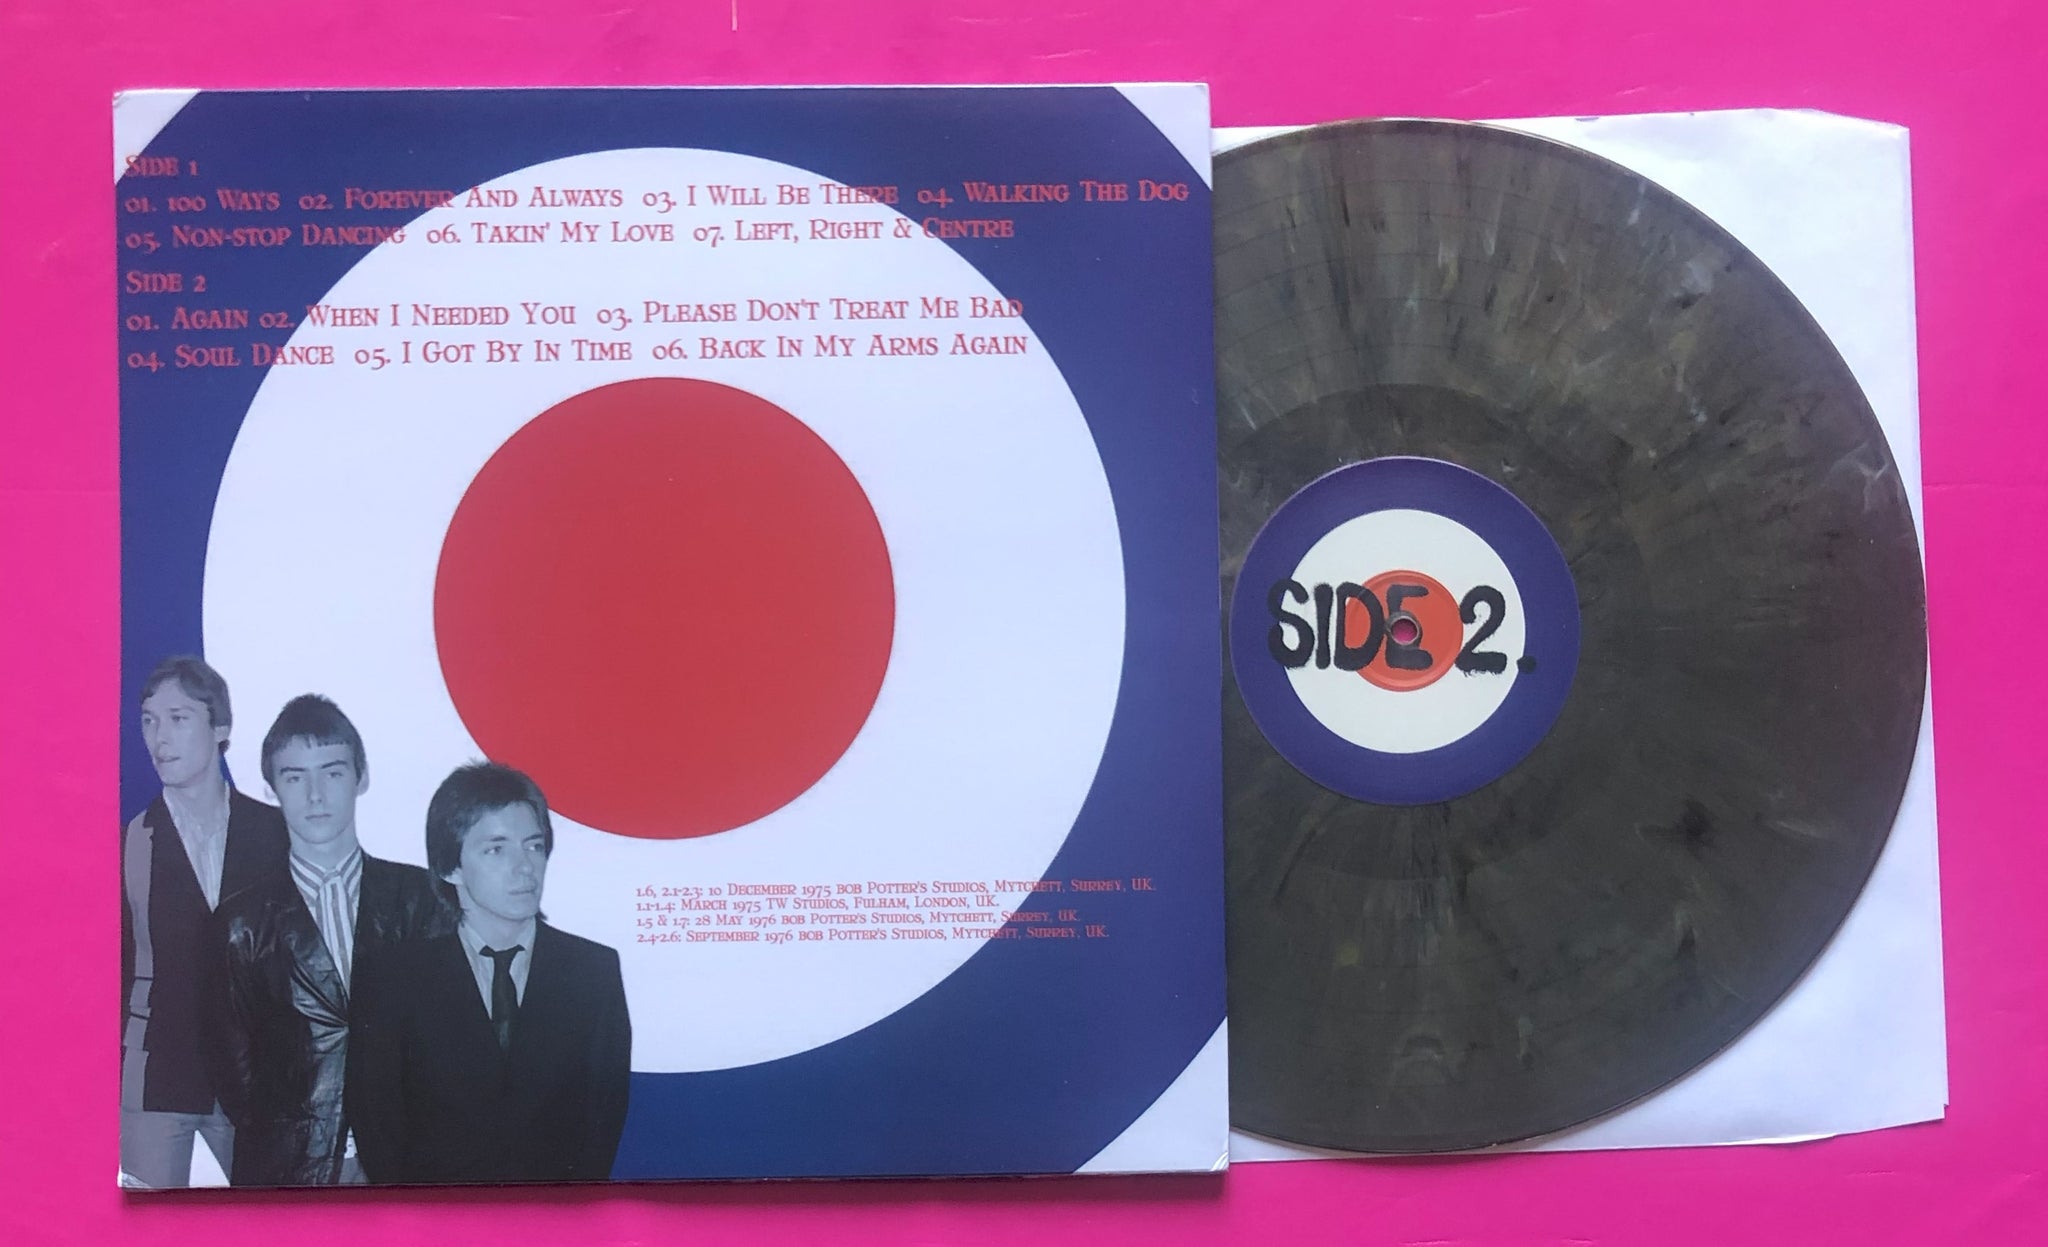 Side 1
01. 100 Ways 02. Forever And Always 03. I Will Be There 04. Walking The Dog
05. Non-stop Dancing 06. Takin' My Love 07. Left, Right & Centre
Side 2
01. Again 02. When I Needed You 03. Please Don't Treat Me Bad
04. Soul Dance 05. I Got By In Time 06. Back In My Arms Again
1.6, 2.1-2.3: 10 December 1975 bob Potter's Studios, Mytchett, Surrey, UK.
1.1-1.4: March 1975 TW Studios, Fulham, London, UK.
1.5 & 1.7: 28 May 1976 bob Potter's Studios, Mytchett, Surrey, UK.
2.4-2.6: September 1976 bob Potter's Studios, Mytchett, Surrey, UK.
SIDE 2.